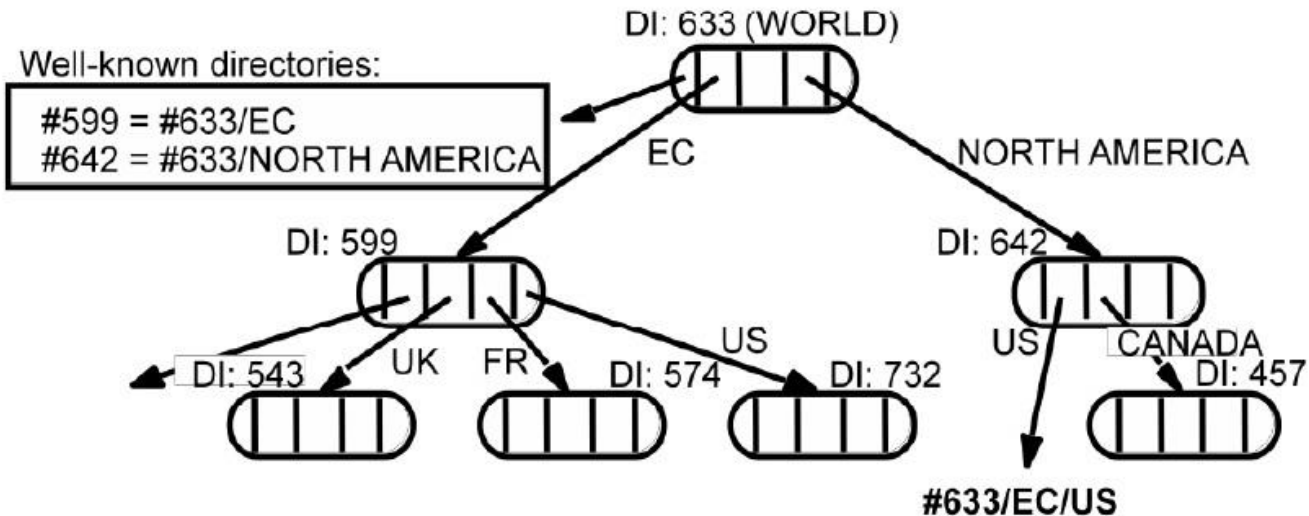 DI: 633 (WORLD)
Well-known directories:
#599 = #633/EC
#642 = #633/NORTH AMERICA
EC
NORTH AMERICA
DI: 599
DI: 642
US
US
CANADA
UK
FR
DI: 543
DI: 574
DI: 732
DI: 457
#633/EC/US